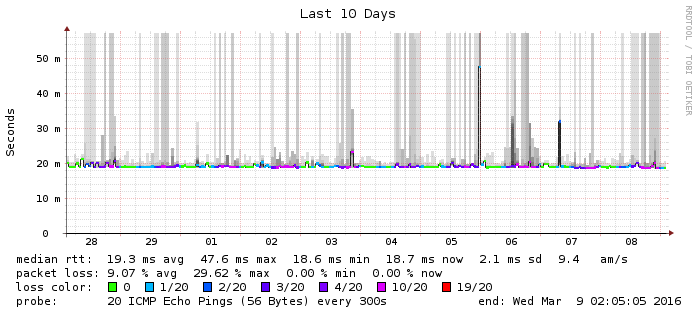 Last 10 Days
RRDTOOL / TOBI OETIKER
Seconds
50 m
40 m
30 m
20 m
10 m
0
28 29 01 02 03 04 05 06 07 08
median rtt: 19.3 ms avg 47.6 ms max 18.6 ms min 18.7 ms now 2.1 ms sd 9.4 am/s
packet loss: 9.07 % avg 29.62 % max 0.00 % min 0.00 % now
loss color: 0 1/20 2/20 3/20 4/20 10/20 19/20
probe: 20 ICMP Echo Pings (56 Bytes) every 300s end: Wed Mar 9 02:05:05 2016